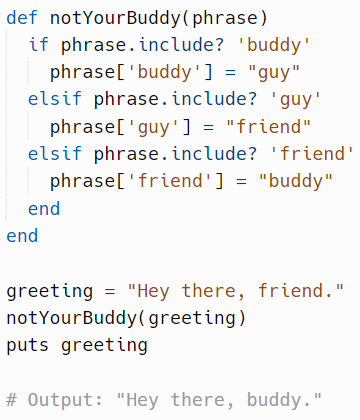 def notYourBuddy(phrase)
  if phrase.include? 'buddy'
    phrase['buddy'] = "guy"
  elsif phrase.include? 'guy'
    phrase['guy'] = "friend"
  elsif phrase.include? 'friend'
    phrase['friend'] = "buddy"
  end
end

greeting = "Hey there, friend."
notYourBuddy(greeting)
puts greeting

# Output: "Hey there, buddy."